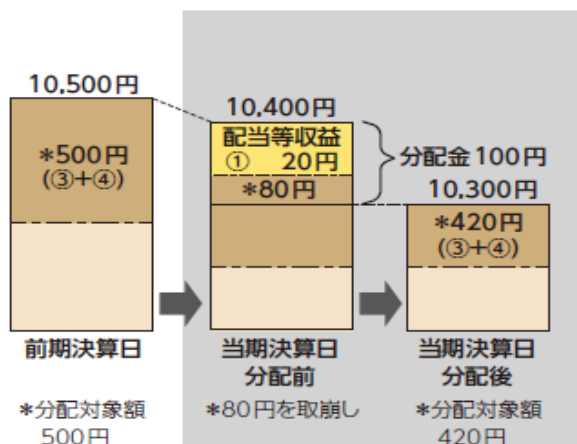 10,500円
*500円
(③+④)
前期決算日
*分配対象額
500円
10,400円
配当等収益
① 20円
*80円
分配金100円
当期決算日
分配前
*80円を取崩し
10,300円
*420円
(③+④)
当期決算日
分配後
*分配対象額
420円